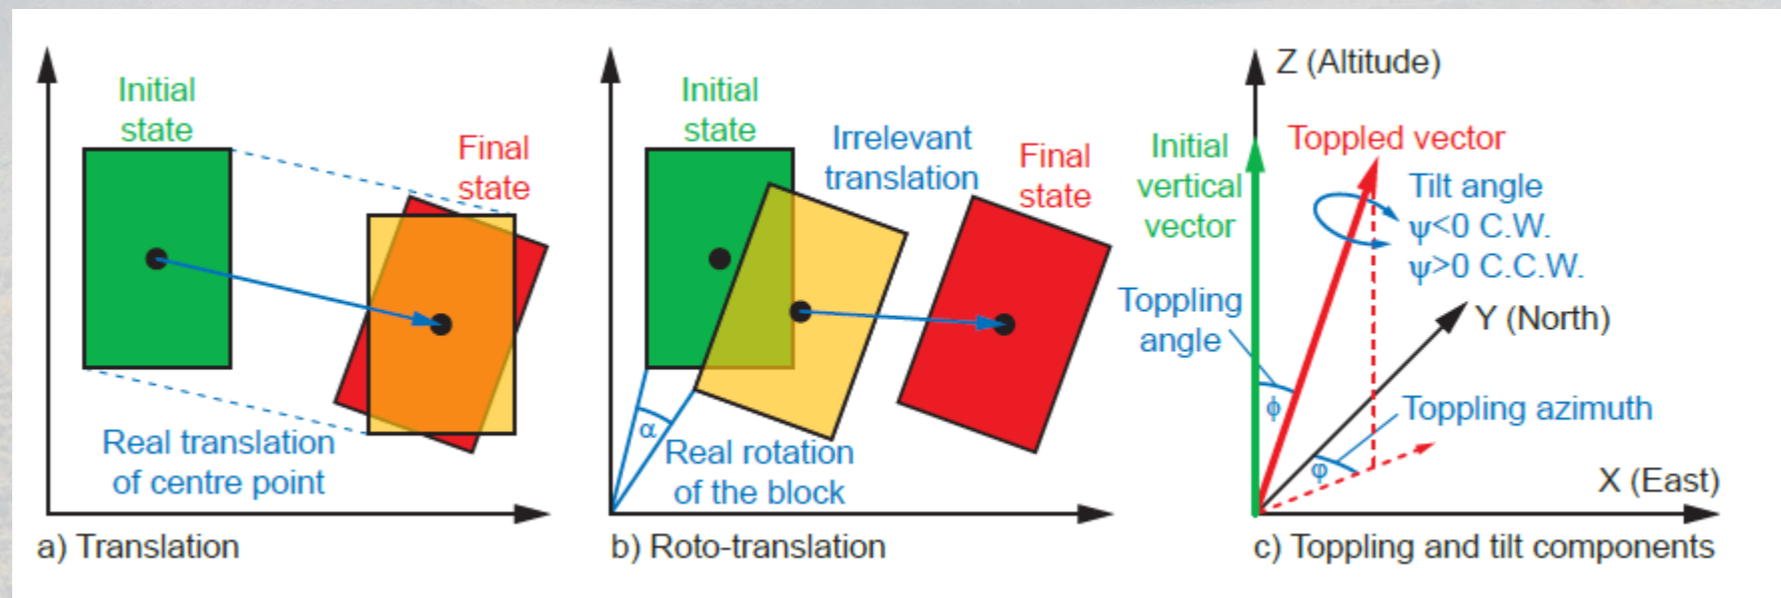 Initial
state
Final
state
Real translation
of centre point
a) Translation
Initial
state
Irrelevant
translation
Final
state
α
Real rotation
of the block
b) Roto-translation
Z (Altitude)
Initial
vertical
vector
Toppled vector
Tilt angle
ψ<0 C.W.
ψ>0 C.C.W.
Toppling
angle
ϕ
Y (North)
Toppling azimuth
φ
X (East)
c) Toppling and tilt components